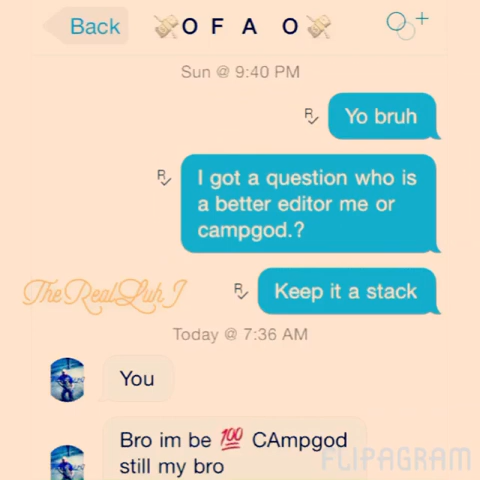 Back
💸O F A O💸
Sun @ 9:40 PM
Yo bruh
I got a question who is
a better editor me or
campgod.?
TheRealLuh J
Keep it a stack
Today @ 7:36 AM
You
Bro im be 💯 CAmpgod
still my bro
FLIPAGRAM